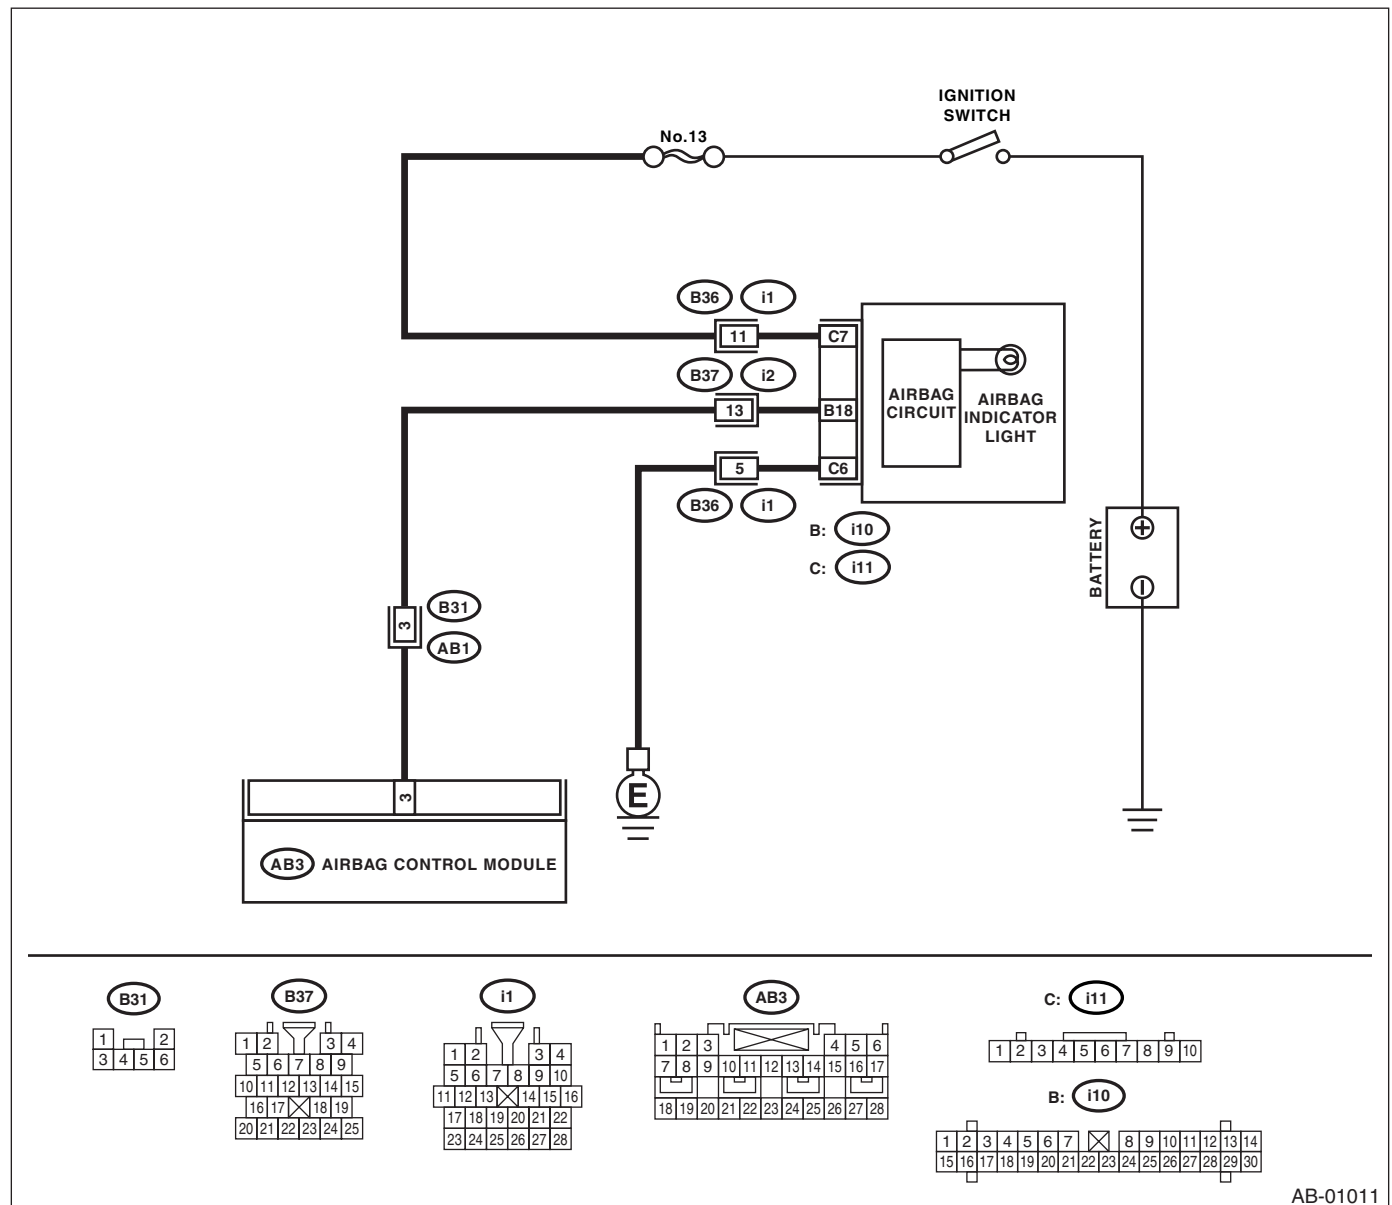 IGNITION
SWITCH
No.13
B36 i1
11 C7
B37 i2
13 B18
AIRBAG
CIRCUIT
AIRBAG
INDICATOR
LIGHT
5 C6
B36 i1
B: i10
C: i11
BATTERY
+
−
3
B31
AB1
3
E
AB3 AIRBAG CONTROL MODULE
B31
1 2
3 4 5 6
B37
1 2 3 4
5 6 7 8 9
10 11 12 13 14 15
16 17 18 19
20 21 22 23 24 25
i1
1 2 3 4
5 6 7 8 9 10
11 12 13 14 15 16
17 18 19 20 21 22
23 24 25 26 27 28
AB3
1 2 3 4 5 6
7 8 9 10 11 12 13 14 15 16 17
18 19 20 21 22 23 24 25 26 27 28
C: i11
1 2 3 4 5 6 7 8 9 10
B: i10
1 2 3 4 5 6 7 8 9 10 11 12 13 14
15 16 17 18 19 20 21 22 23 24 25 26 27 28 29 30
AB-01011